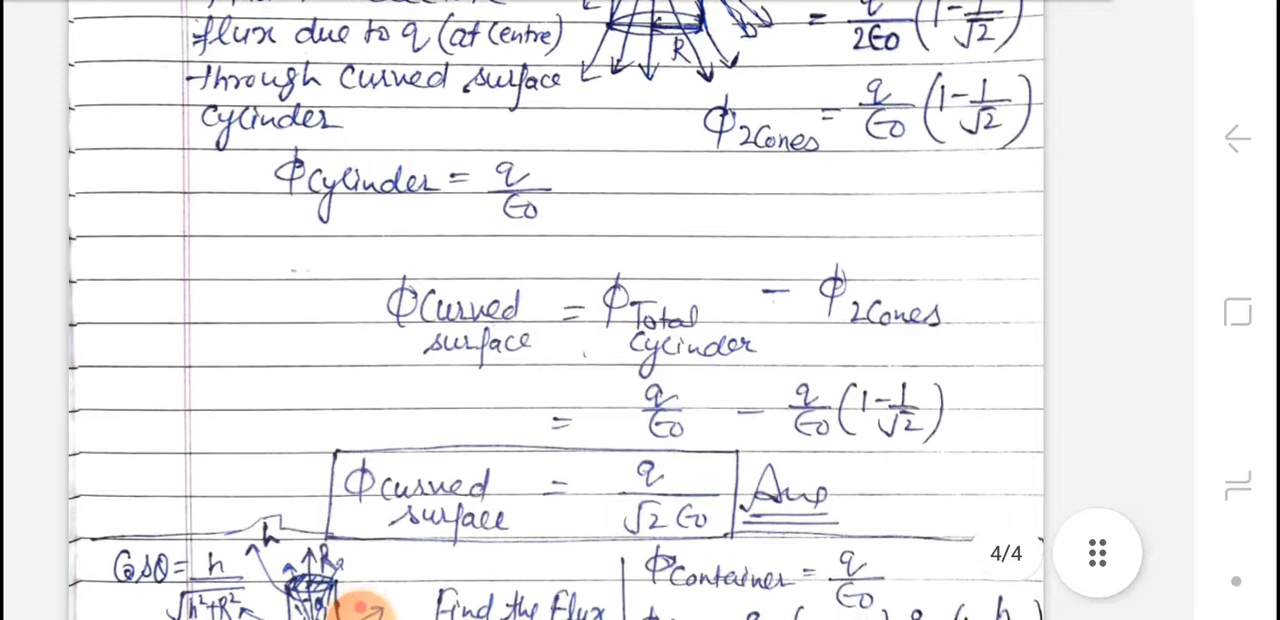 flux due to q (at Centre)
R
= q/2ϵ0 (1-1/√2)
through curved surface
cylinder
ϕ2Cones = q/ϵ0 (1-1/√2)
ϕcylinder = q/ϵ0
ϕcurved surface = ϕTotal cylinder - ϕ2Cones
= q/ϵ0 - q/ϵ0 (1-1/√2)
ϕcurved surface = q/√2 ϵ0 Ans
4/4
h
Cosθ = h/√h²+R²
R
Find the flux
ϕContainer = q/ϵ0